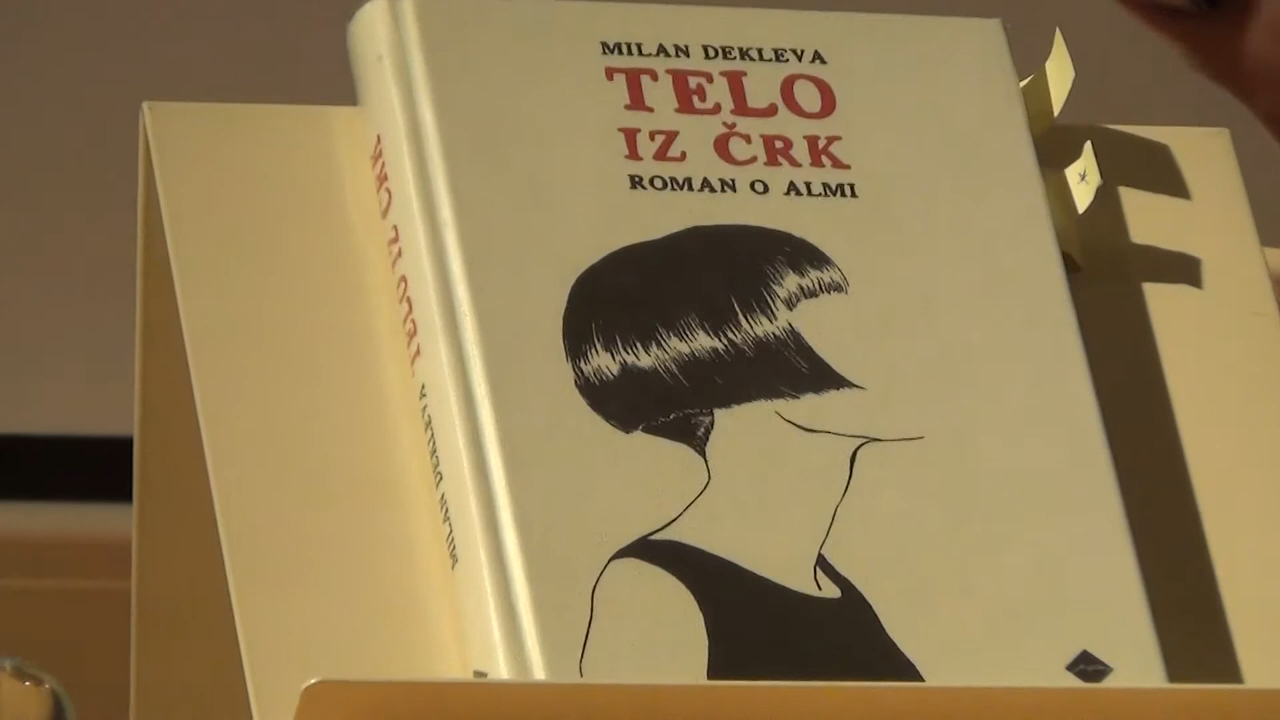 MILAN DEKLEVA
TELO
IZ ČRK
ROMAN O ALMI
MILAN DEKLEVA TELO IZ ČRK